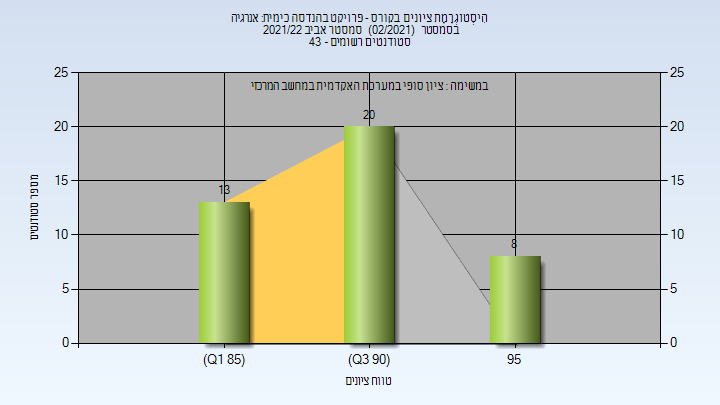 היסטוגרמת ציונים בקורס - פרויקט בהנדסה כימית: אנרגיה
בסמסטר (02/2021) סמסטר אביב 2021/22
סטודנטים רשומים - 43
במשימה : ציון סופי במערכת האקדמית במחשב המרכזי
מספר סטודנטים
25 25
20 20
15 15
10 10
5 5
0 0
13
20
8
(Q1 85) (Q3 90) 95
טווח ציונים